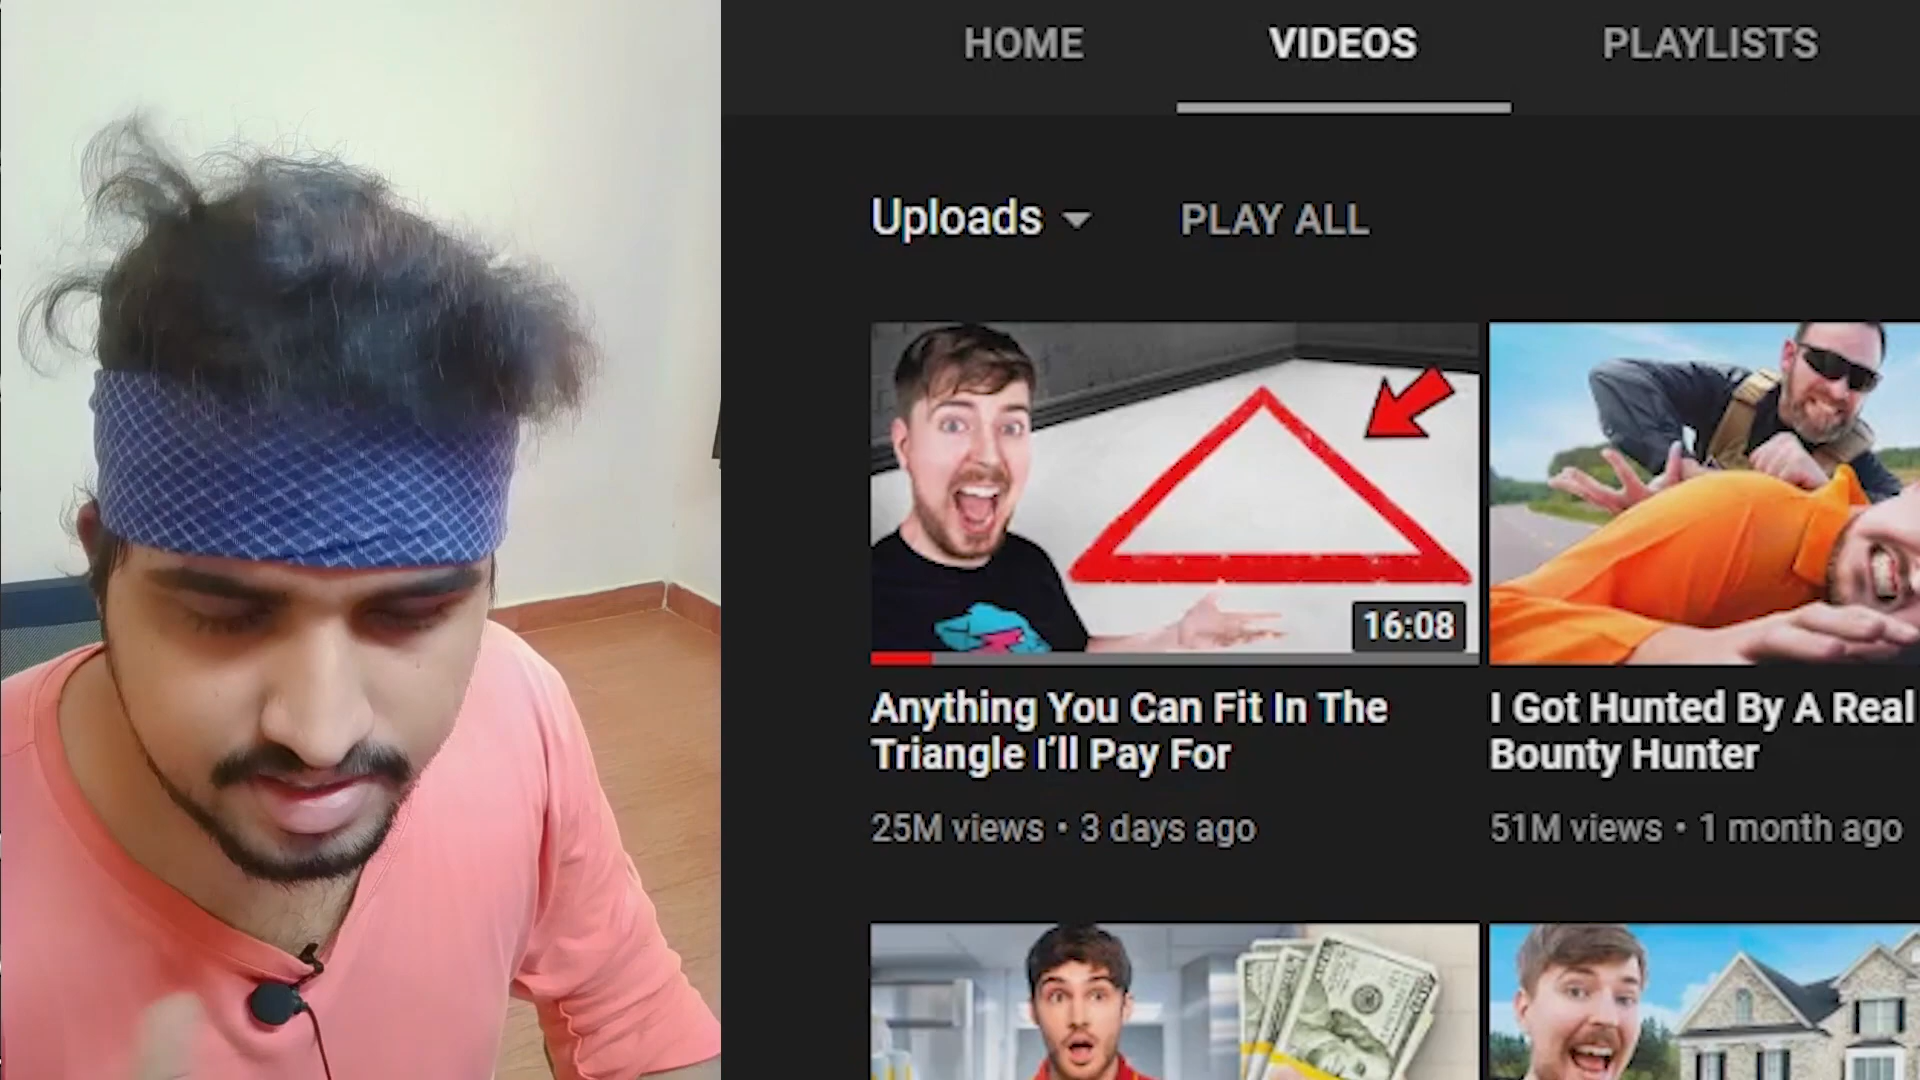 HOME VIDEOS PLAYLISTS
Uploads PLAY ALL
16:08
Anything You Can Fit In The
Triangle I'll Pay For
25M views • 3 days ago
I Got Hunted By A Real
Bounty Hunter
51M views • 1 month ago